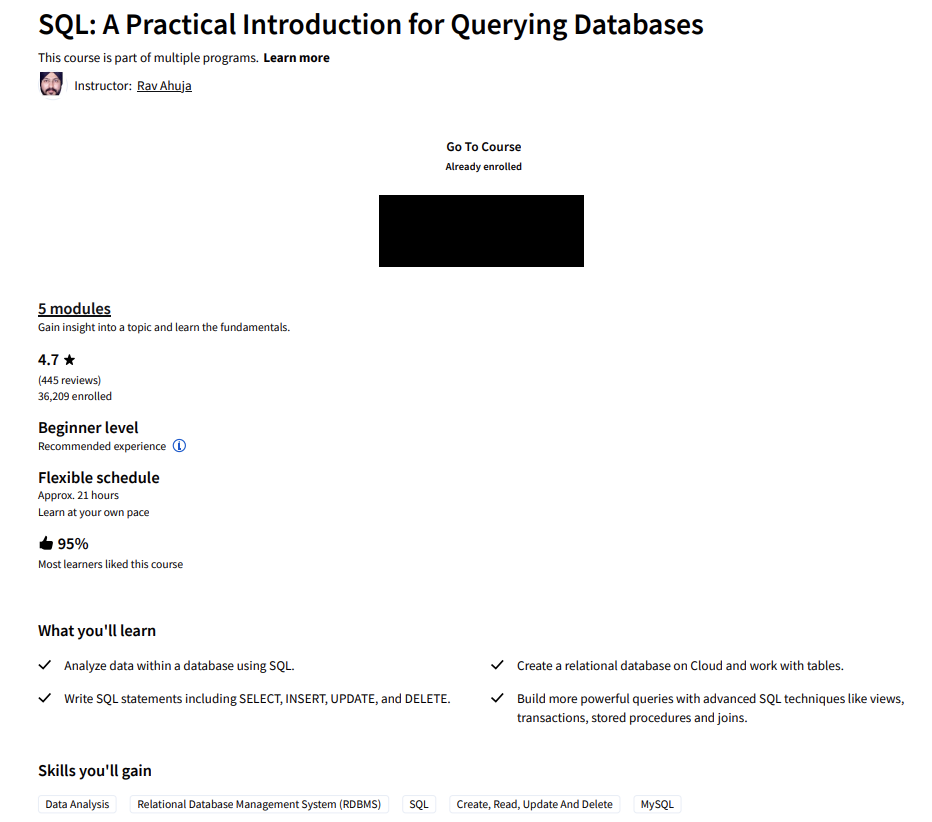 SQL: A Practical Introduction for Querying Databases
This course is part of multiple programs. Learn more
Instructor: Rav Ahuja
Go To Course
Already enrolled
5 modules
Gain insight into a topic and learn the fundamentals.
4.7 ★
(445 reviews)
36,209 enrolled
Beginner level
Recommended experience
Flexible schedule
Approx. 21 hours
Learn at your own pace
95%
Most learners liked this course
What you'll learn
Analyze data within a database using SQL.
Create a relational database on Cloud and work with tables.
Write SQL statements including SELECT, INSERT, UPDATE, and DELETE.
Build more powerful queries with advanced SQL techniques like views,
transactions, stored procedures and joins.
Skills you'll gain
Data Analysis Relational Database Management System (RDBMS) SQL Create, Read, Update And Delete MySQL